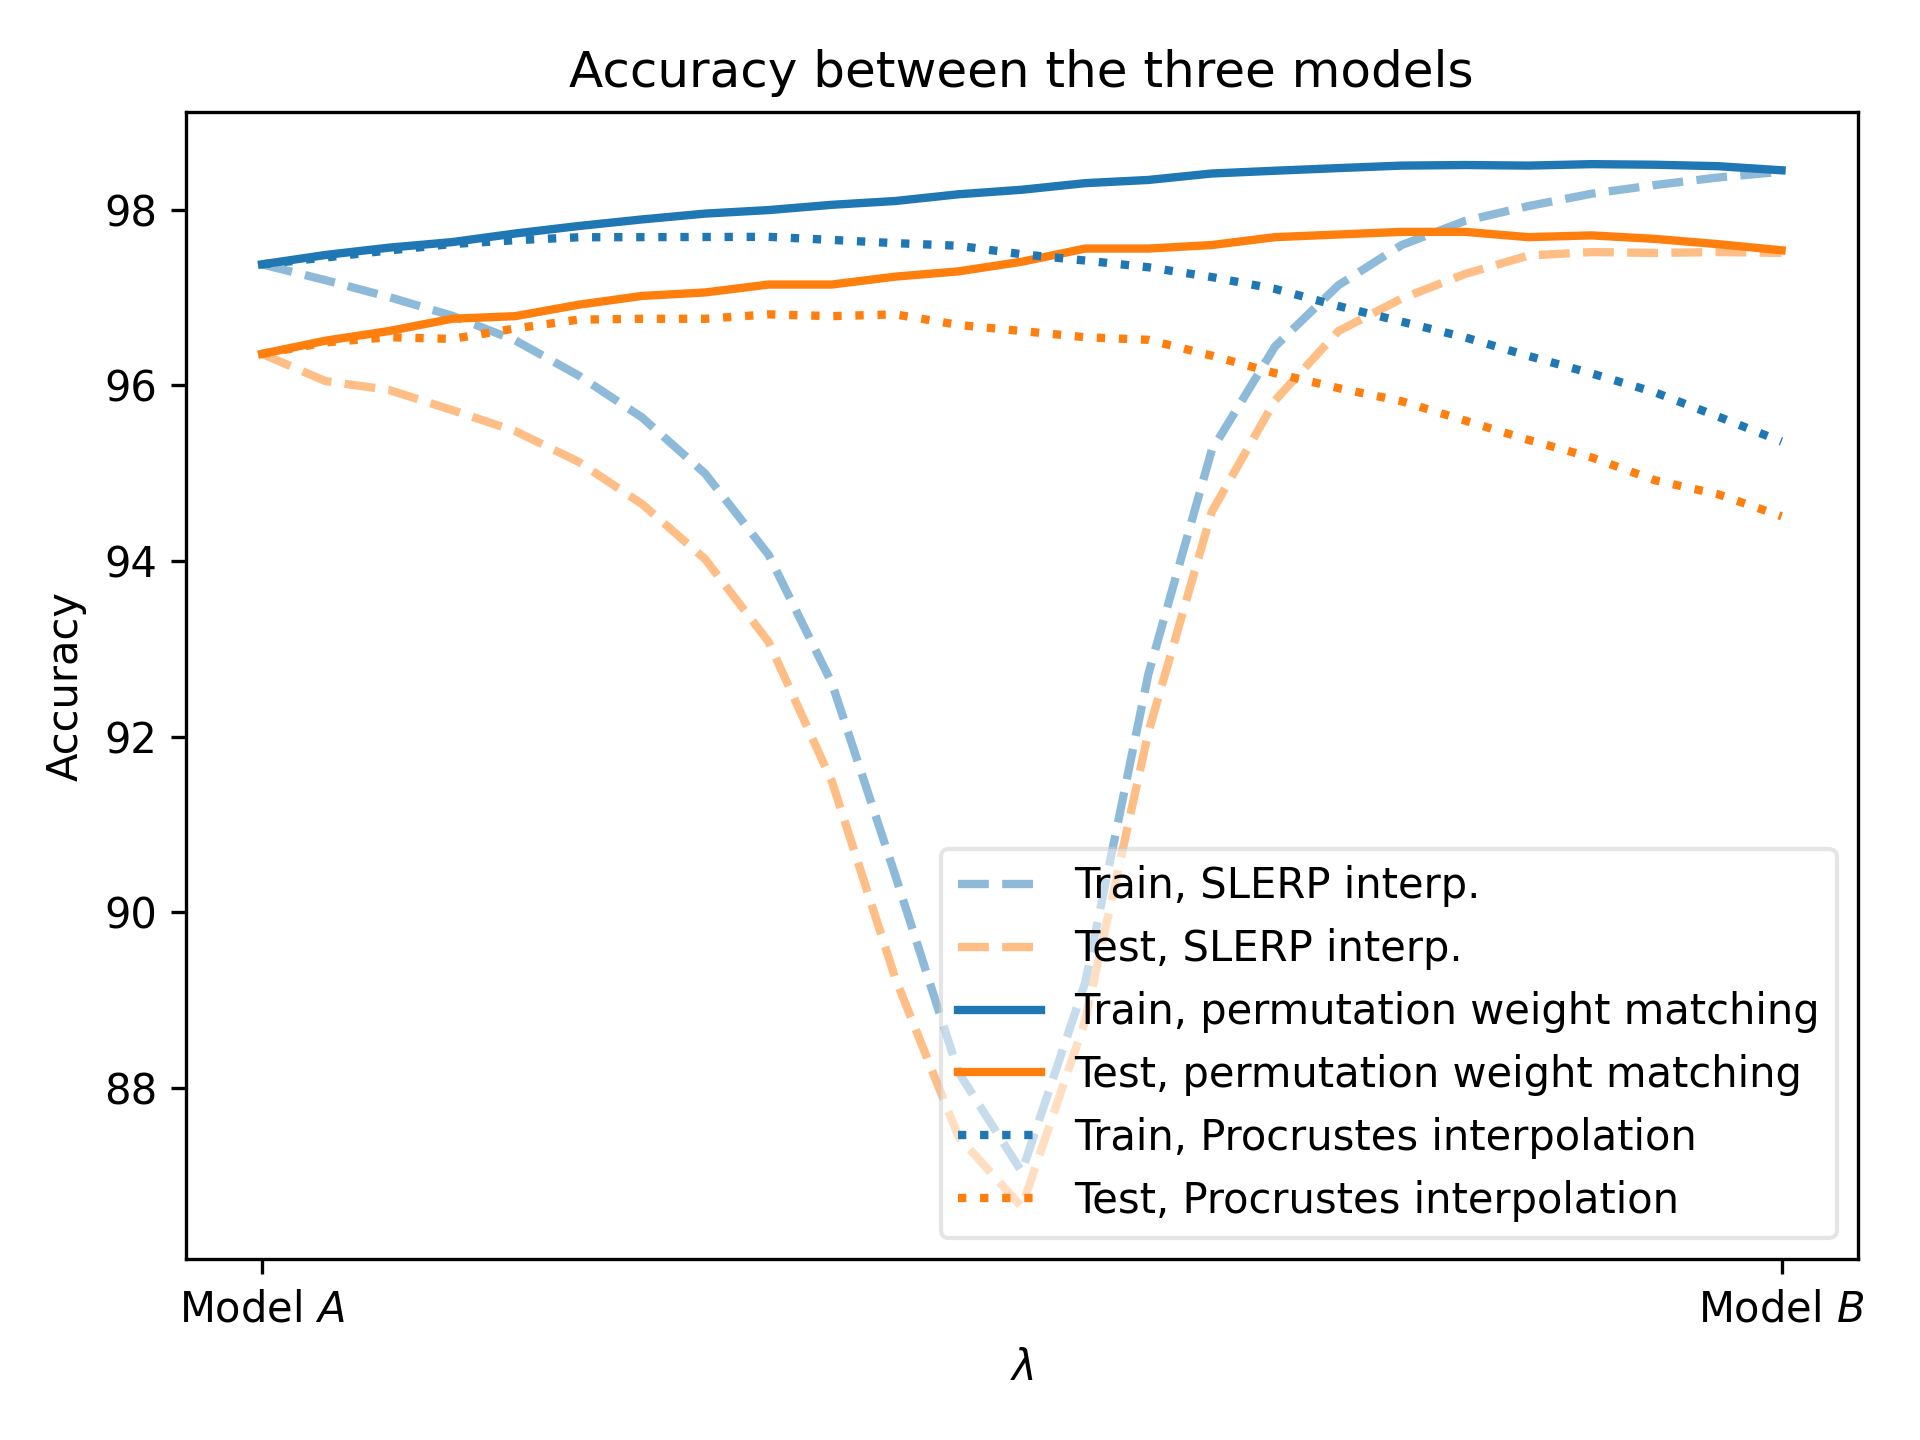 Accuracy between the three models
Accuracy
98
96
94
92
90
88
Train, SLERP interp.
Test, SLERP interp.
Train, permutation weight matching
Test, permutation weight matching
Train, Procrustes interpolation
Test, Procrustes interpolation
Model A
Model B
λ